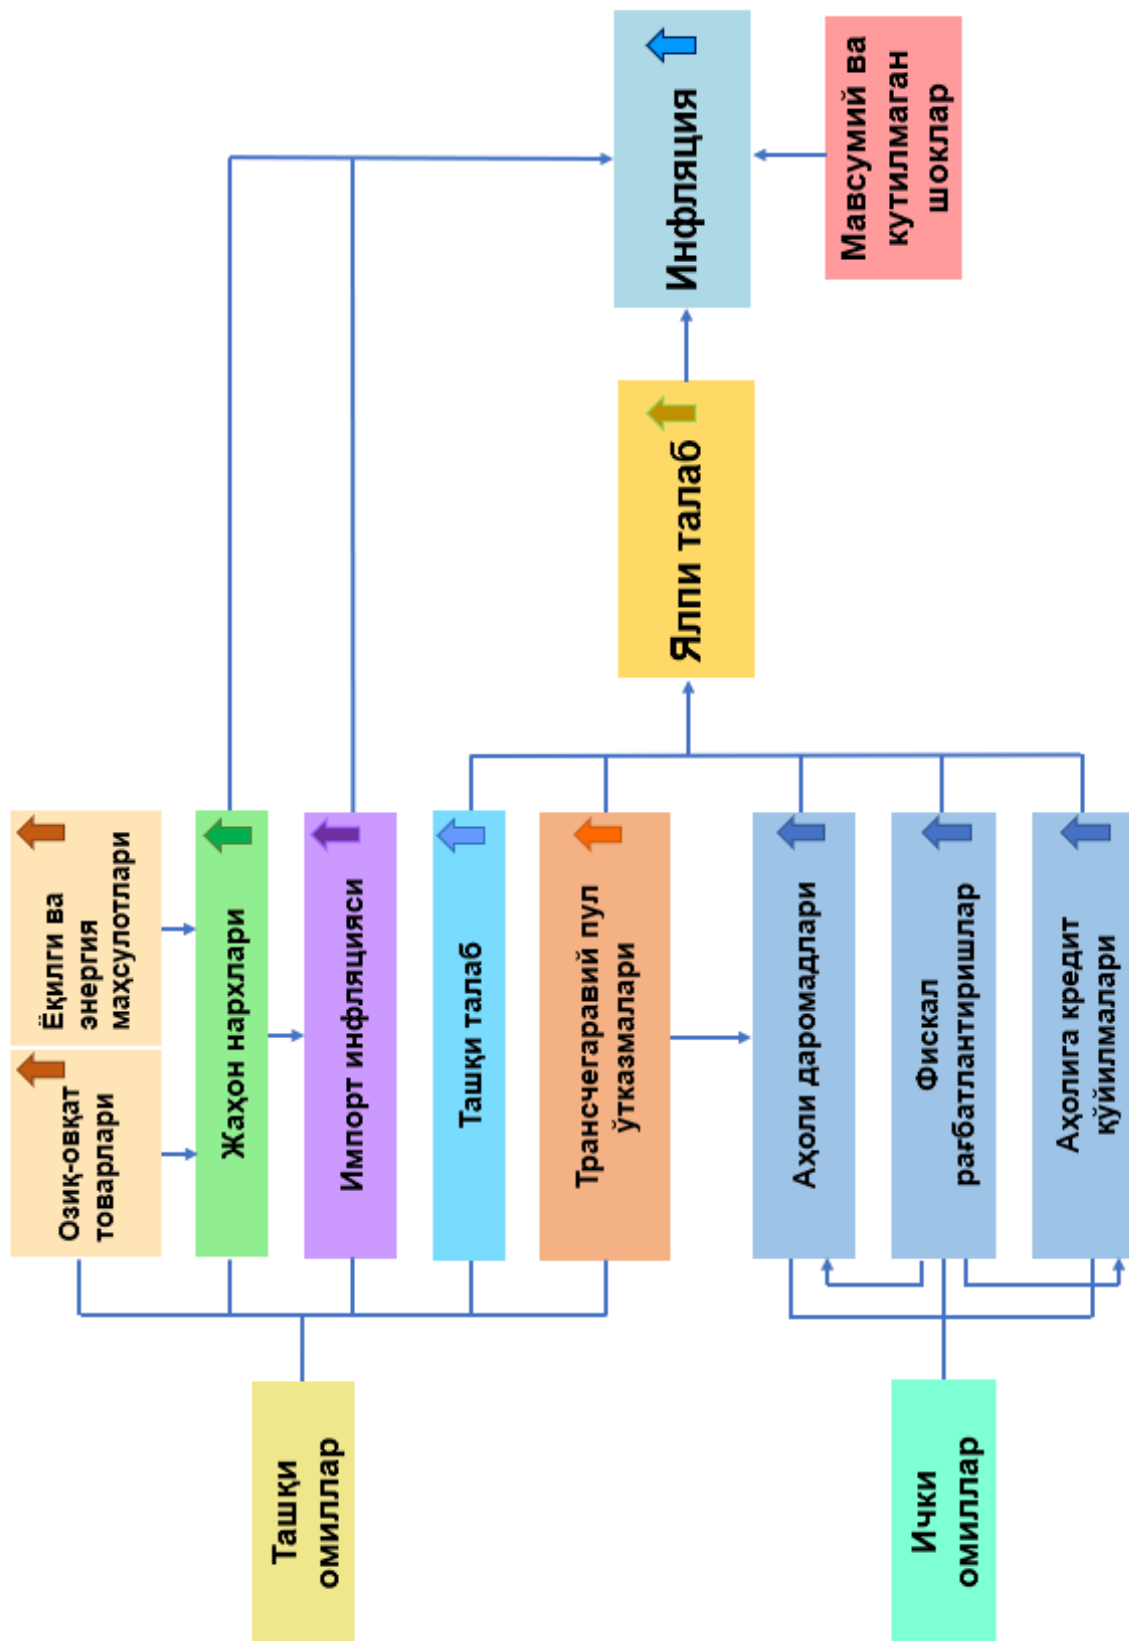 Ташқи
омиллар
Озиқ-овқат
товарлари
Ёқилғи ва
энергия
маҳсулотлари
Жаҳон нархлари
Импорт инфляцияси
Ташқи талаб
Трансчегаравий пул
ўтказмалари
Ички
омиллар
Аҳоли даромадлари
Фискал
рағбатлантиришлар
Аҳолига кредит
қўйилмалари
Ялпи талаб
Инфляция
Мавсумий ва
кутилмаган
шоклар